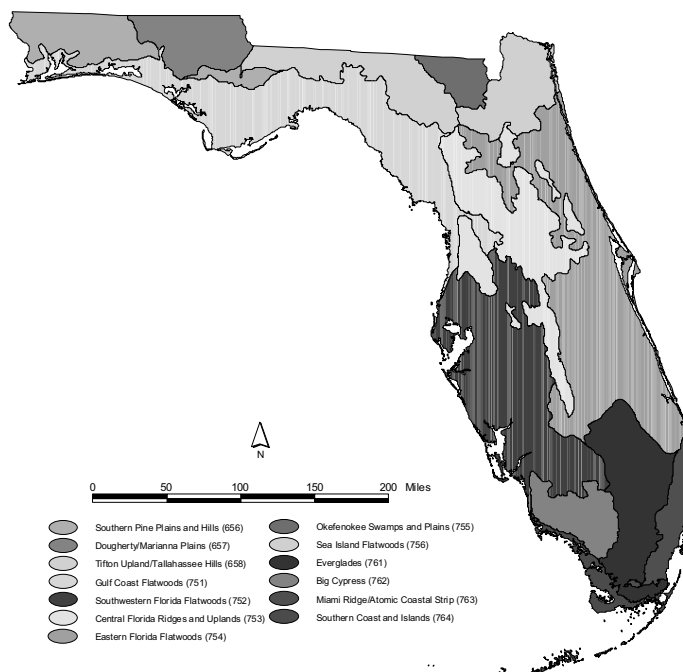 N
0 50 100 150 200 Miles
Southern Pine Plains and Hills (656)
Dougherty/Marianna Plains (657)
Tifton Upland/Tallahassee Hills (658)
Gulf Coast Flatwoods (751)
Southwestern Florida Flatwoods (752)
Central Florida Ridges and Uplands (753)
Eastern Florida Flatwoods (754)
Okefenokee Swamps and Plains (755)
Sea Island Flatwoods (756)
Everglades (761)
Big Cypress (762)
Miami Ridge/Atomic Coastal Strip (763)
Southern Coast and Islands (764)